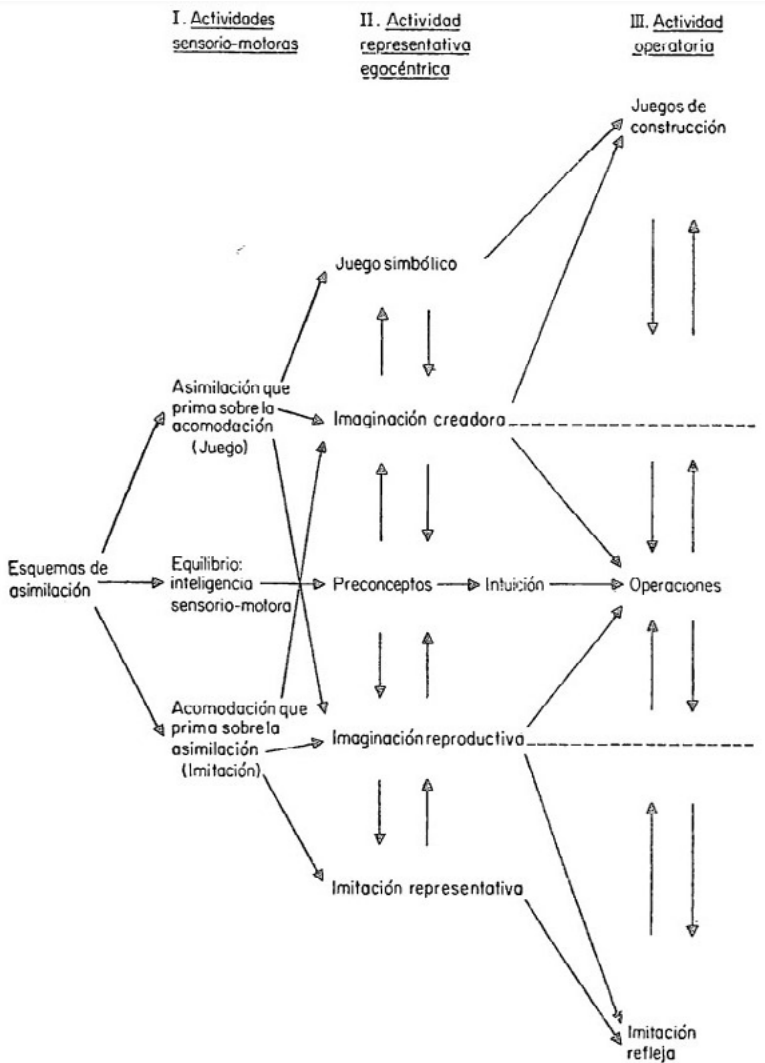 I. Actividades
sensorio-motoras
II. Actividad
representativa
egocéntrica
III. Actividad
operatoria
Juegos de
construcción
Juego simbólico
Asimilación que
prima sobre la
acomodación
(Juego)
Imaginación creadora
Esquemas de
asimilación
Equilibrio:
inteligencia
sensorio-motora
Preconceptos
Intuición
Operaciones
Acomodación que
prima sobre la
asimilación
(Imitación)
Imaginación reproductiva
Imitación representativa
Imitación
refleja